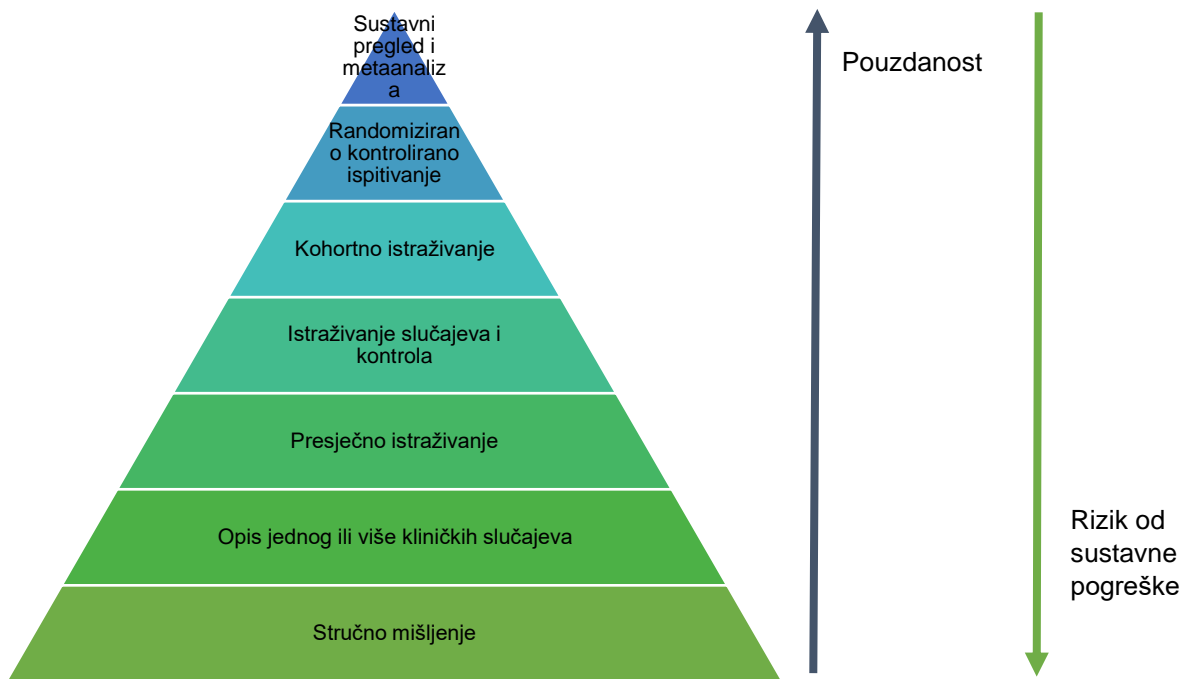 Sustavni
pregled i
metaanaliz
a
Randomiziran
o kontrolirano
ispitivanje
Kohortno istraživanje
Istraživanje slučajeva i
kontrola
Presječno istraživanje
Opis jednog ili više kliničkih slučajeva
Stručno mišljenje
Pouzdanost
Rizik od
sustavne
pogreške